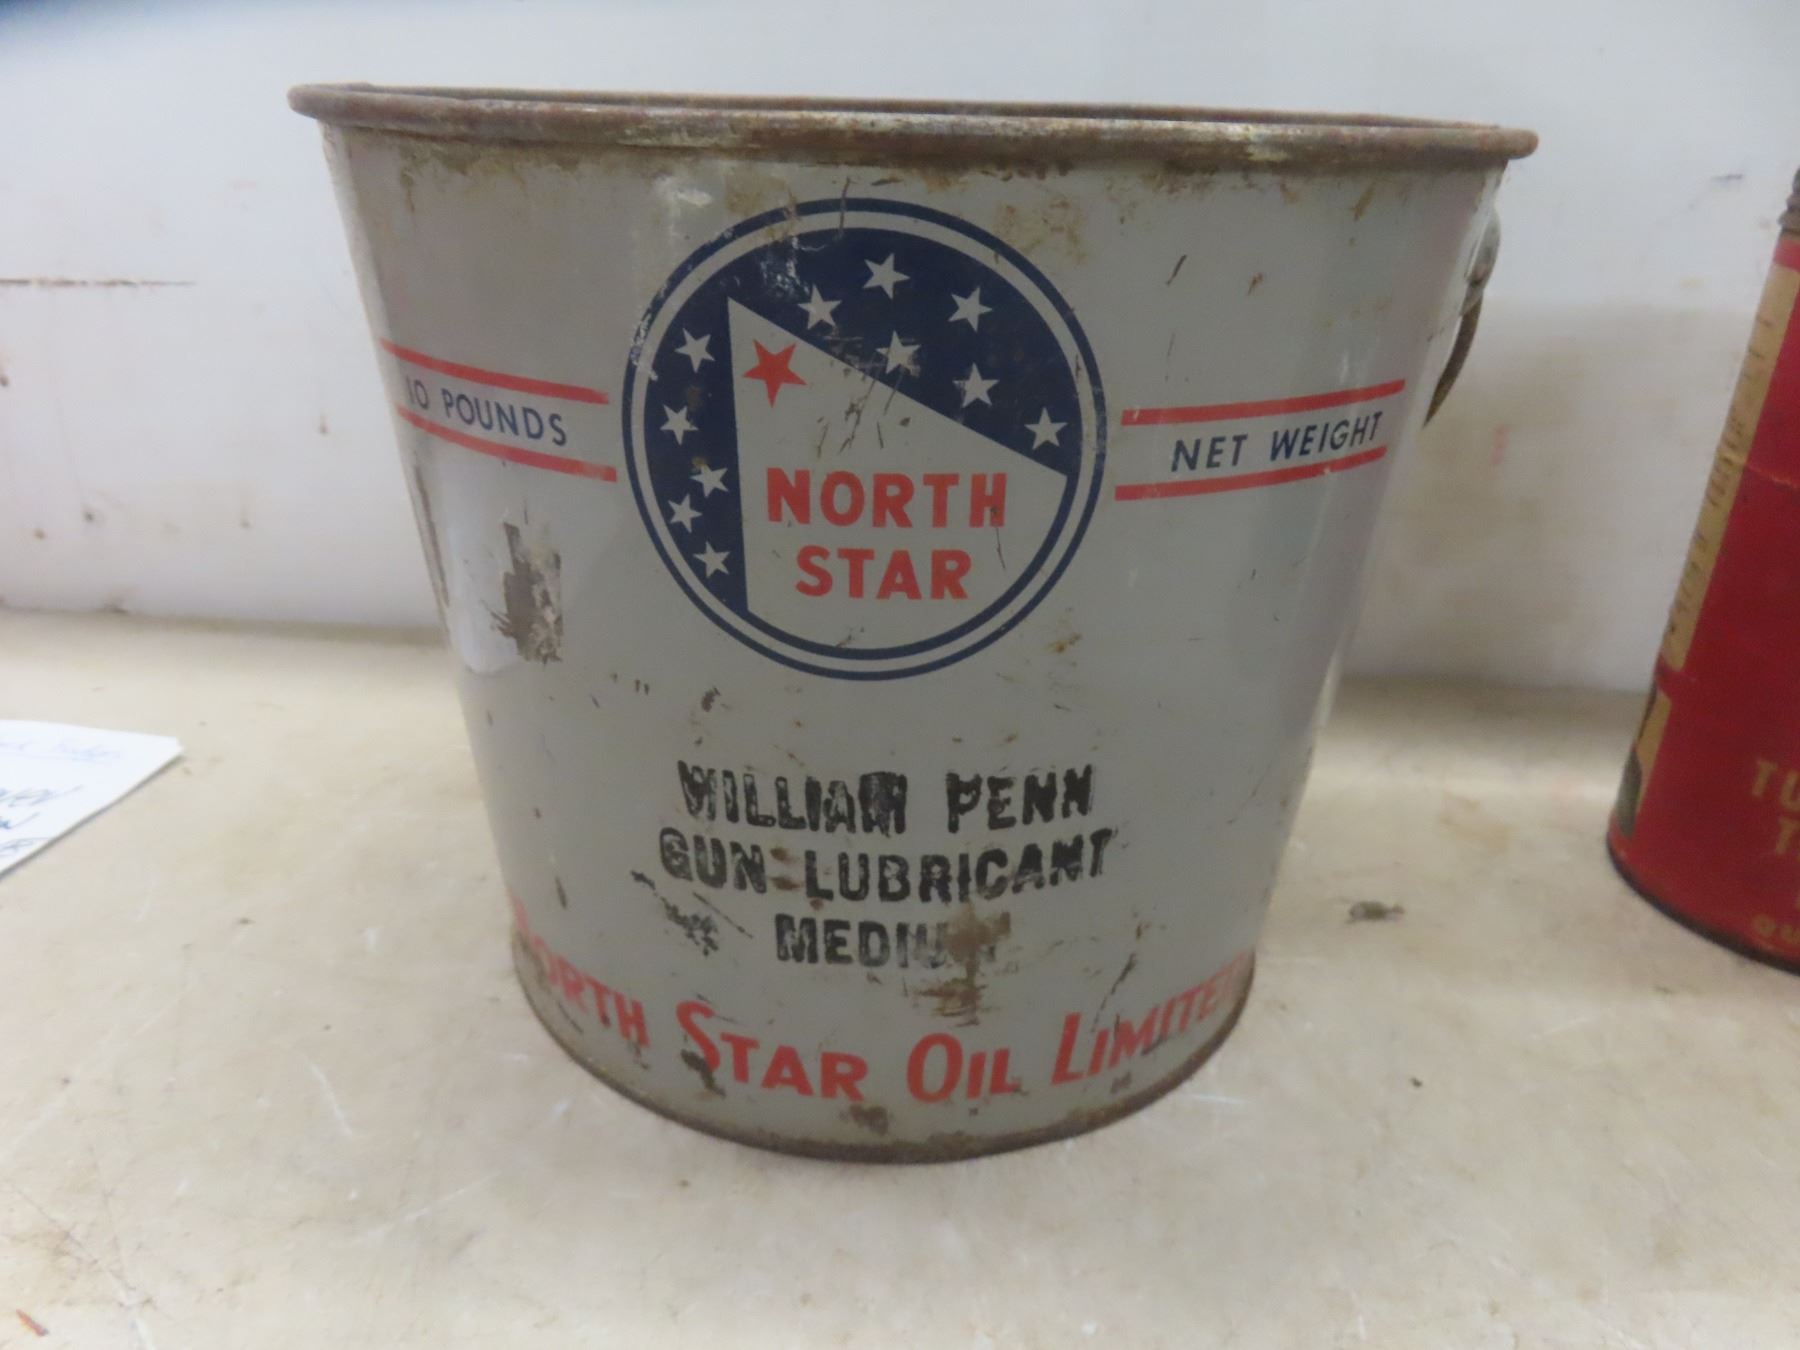 10 POUNDS
NORTH
STAR
NET WEIGHT
WILLIAM PENN
GUN LUBRICANT
MEDIUM
NORTH STAR OIL LIMITED